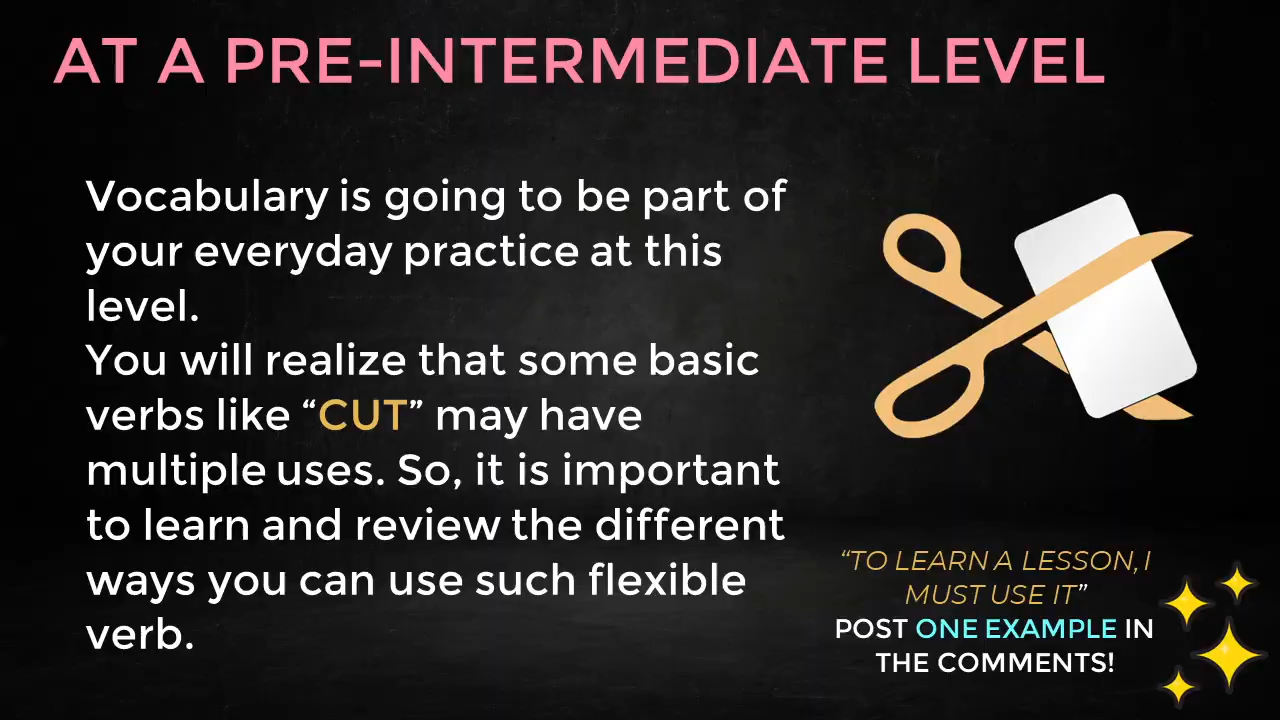 AT A PRE-INTERMEDIATE LEVEL
Vocabulary is going to be part of
your everyday practice at this
level.
You will realize that some basic
verbs like “CUT” may have
multiple uses. So, it is important
to learn and review the different
ways you can use such flexible
verb.
“TO LEARN A LESSON, I
MUST USE IT”
POST ONE EXAMPLE IN
THE COMMENTS!